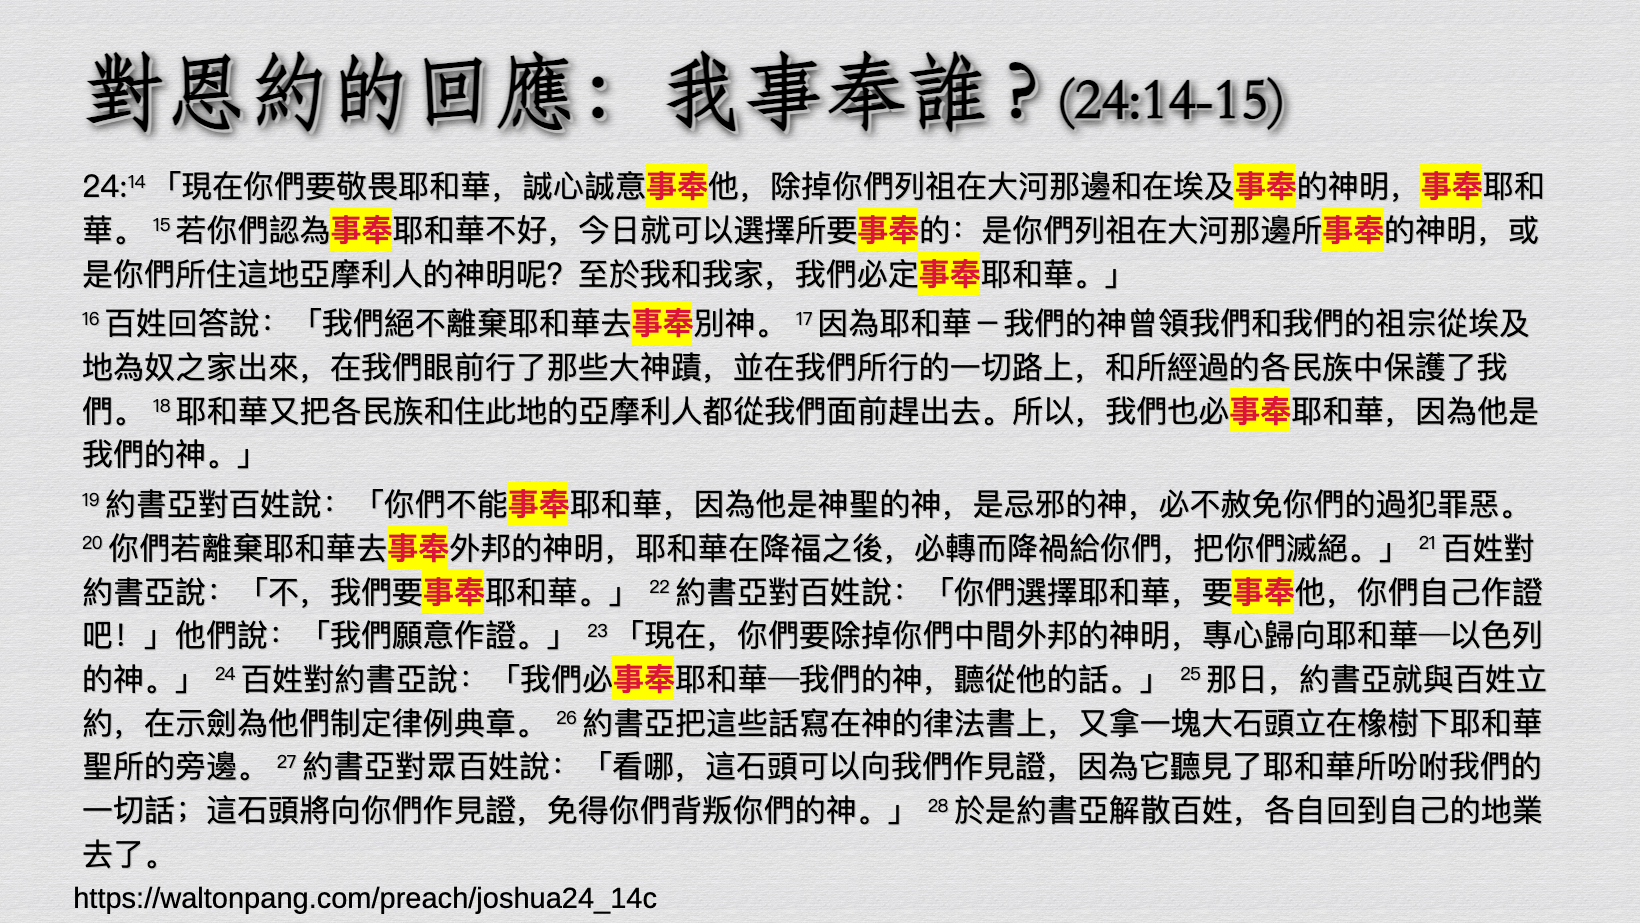 對恩約的回應：我事奉誰？(24:14-15)
24:14 「現在你們要敬畏耶和華，誠心誠意事奉他，除掉你們列祖在大河那邊和在埃及事奉的神明，事奉耶和
華。 15 若你們認為事奉耶和華不好，今日就可以選擇所要事奉的：是你們列祖在大河那邊所事奉的神明，或
是你們所住這地亞摩利人的神明呢？至於我和我家，我們必定事奉耶和華。」
16 百姓回答說：「我們絕不離棄耶和華去事奉別神。 17 因為耶和華－我們的神曾領我們和我們的祖宗從埃及
地為奴之家出來，在我們眼前行了那些大神蹟，並在我們所行的一切路上，和所經過的各民族中保護了我
們。 18 耶和華又把各民族和住此地的亞摩利人都從我們面前趕出去。所以，我們也必事奉耶和華，因為他是
我們的神。」
19 約書亞對百姓說：「你們不能事奉耶和華，因為他是神聖的神，是忌邪的神，必不赦免你們的過犯罪惡。
20 你們若離棄耶和華去事奉外邦的神明，耶和華在降福之後，必轉而降禍給你們，把你們滅絕。」 21 百姓對
約書亞說：「不，我們要事奉耶和華。」 22 約書亞對百姓說：「你們選擇耶和華，要事奉他，你們自己作證
吧！」他們說：「我們願意作證。」 23 「現在，你們要除掉你們中間外邦的神明，專心歸向耶和華─以色列
的神。」 24 百姓對約書亞說：「我們必事奉耶和華─我們的神，聽從他的話。」 25 那日，約書亞就與百姓立
約，在示劍為他們制定律例典章。 26 約書亞把這些話寫在神的律法書上，又拿一塊大石頭立在橡樹下耶和華
聖所的旁邊。 27 約書亞對眾百姓說：「看哪，這石頭可以向我們作見證，因為它聽見了耶和華所吩咐我們的
一切話；這石頭將向你們作見證，免得你們背叛你們的神。」 28 於是約書亞解散百姓，各自回到自己的地業
去了。
https://waltonpang.com/preach/joshua24_14c